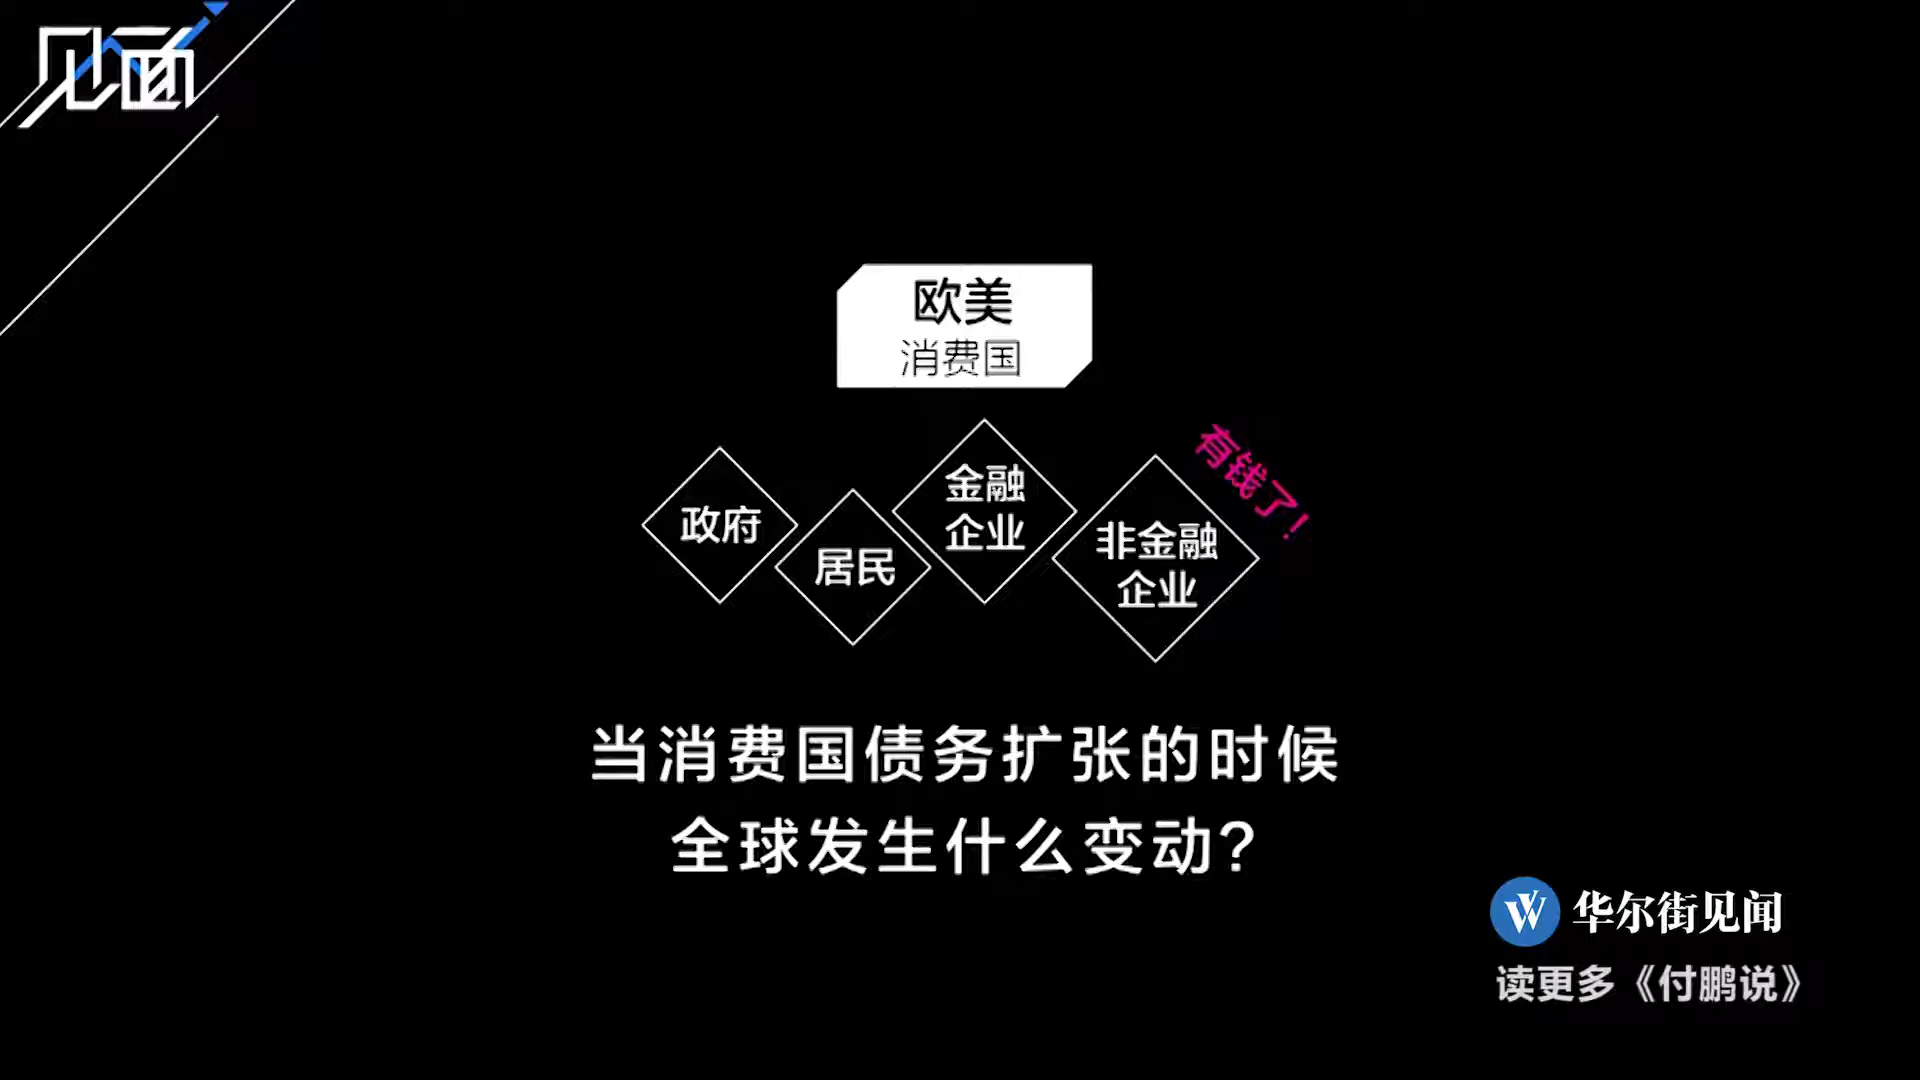 见面
欧美
消费国
政府
居民
金融
企业
非金融
企业
有钱了！
当消费国债务扩张的时候
全球发生什么变动？
W 华尔街见闻
读更多《付鹏说》